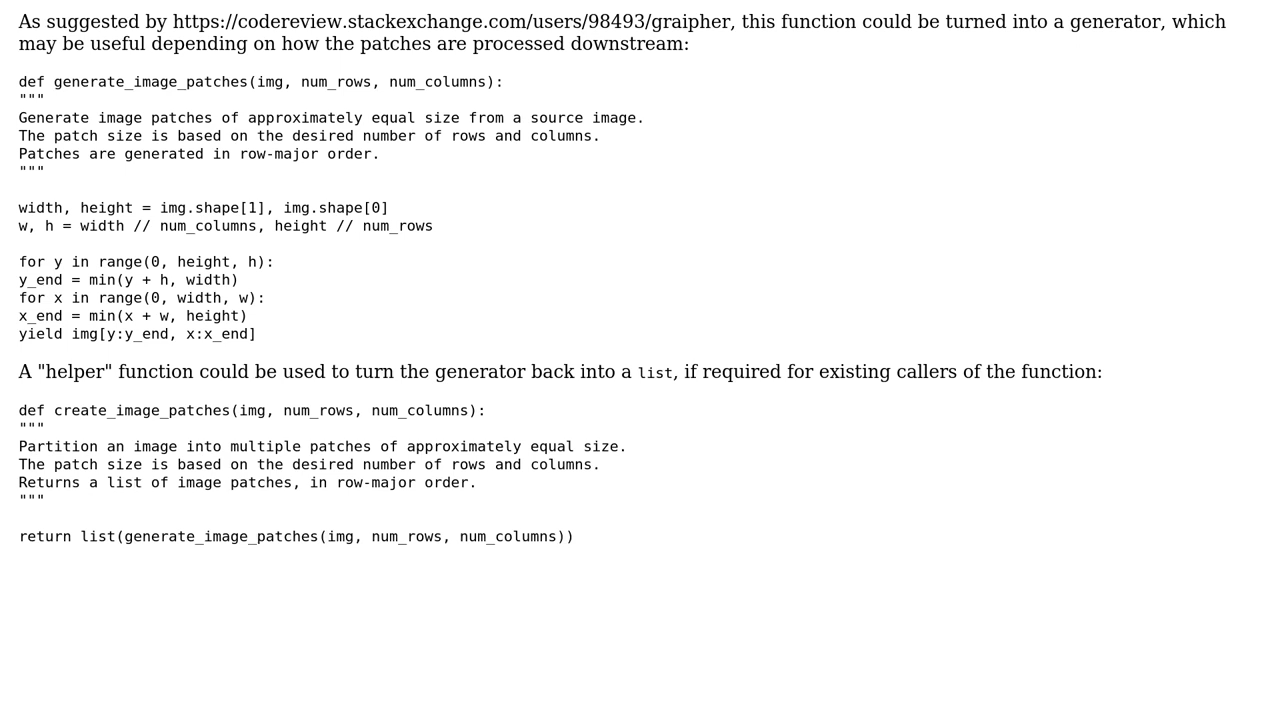 As suggested by https://codereview.stackexchange.com/users/98493/graipher, this function could be turned into a generator, which
may be useful depending on how the patches are processed downstream:
def generate_image_patches(img, num_rows, num_columns):
"""
Generate image patches of approximately equal size from a source image.
The patch size is based on the desired number of rows and columns.
Patches are generated in row-major order.
"""
width, height = img.shape[1], img.shape[0]
w, h = width // num_columns, height // num_rows
for y in range(0, height, h):
y_end = min(y + h, width)
for x in range(0, width, w):
x_end = min(x + w, height)
yield img[y:y_end, x:x_end]
A "helper" function could be used to turn the generator back into a list, if required for existing callers of the function:
def create_image_patches(img, num_rows, num_columns):
"""
Partition an image into multiple patches of approximately equal size.
The patch size is based on the desired number of rows and columns.
Returns a list of image patches, in row-major order.
"""
return list(generate_image_patches(img, num_rows, num_columns))